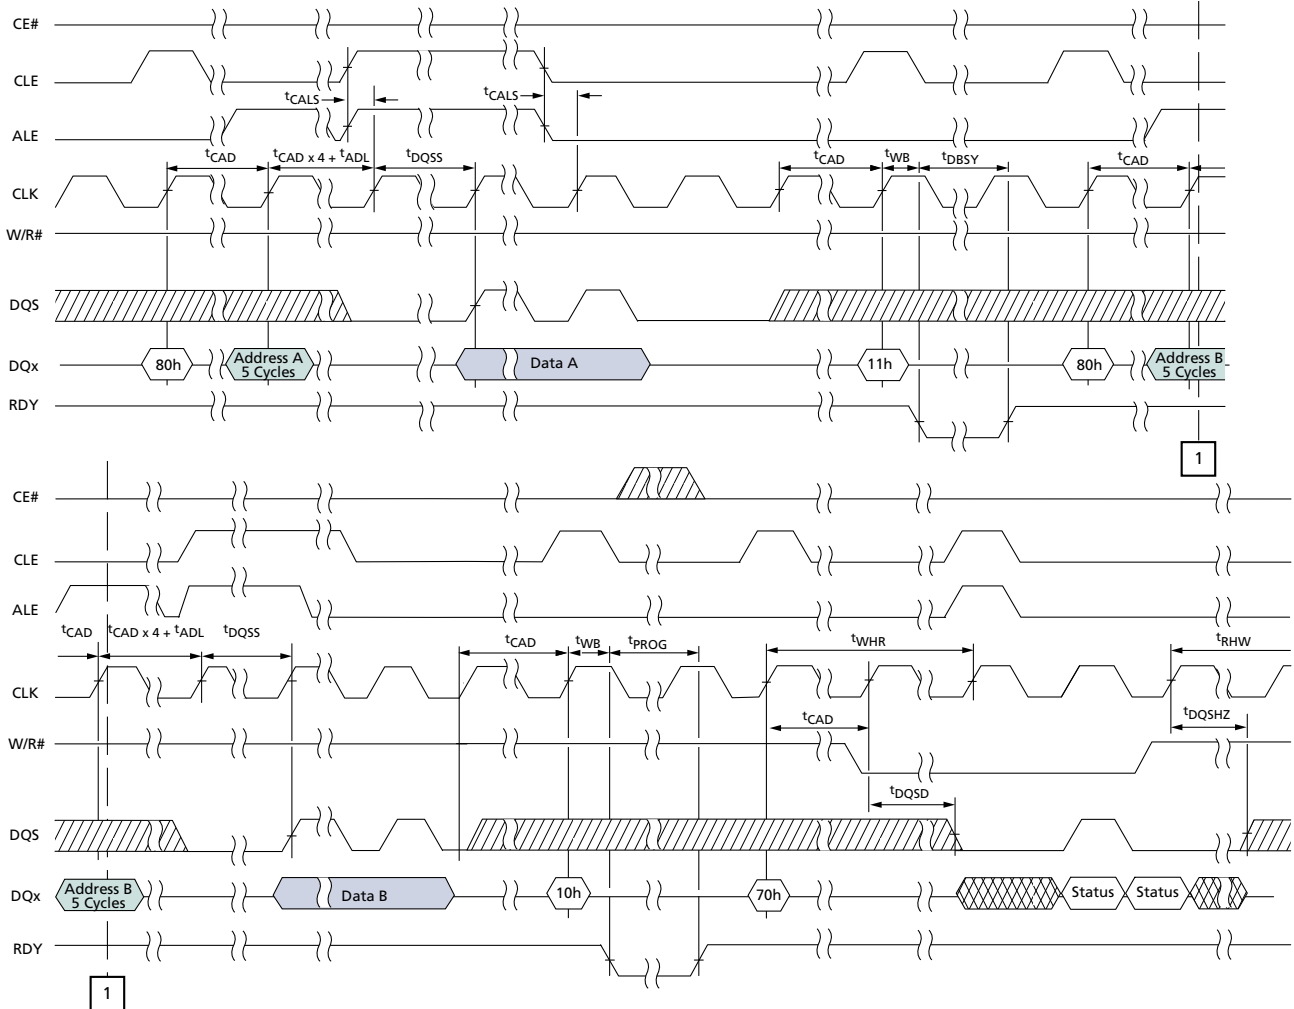 CE#
CLE
tCALS
tCALS
ALE
tCAD
tCAD x 4 + tADL
tDQSS
tCAD
tWB
tDBSY
tCAD
CLK
W/R#
DQS
DQx
80h
Address A
5 Cycles
Data A
11h
80h
Address B
5 Cycles
RDY
1
CE#
CLE
ALE
tCAD
tCAD x 4 + tADL
tDQSS
tCAD
tWB
tPROG
tWHR
tRHW
CLK
tCAD
tDQSHZ
W/R#
tDQSD
DQS
DQx
Address B
5 Cycles
Data B
10h
70h
Status
Status
RDY
1